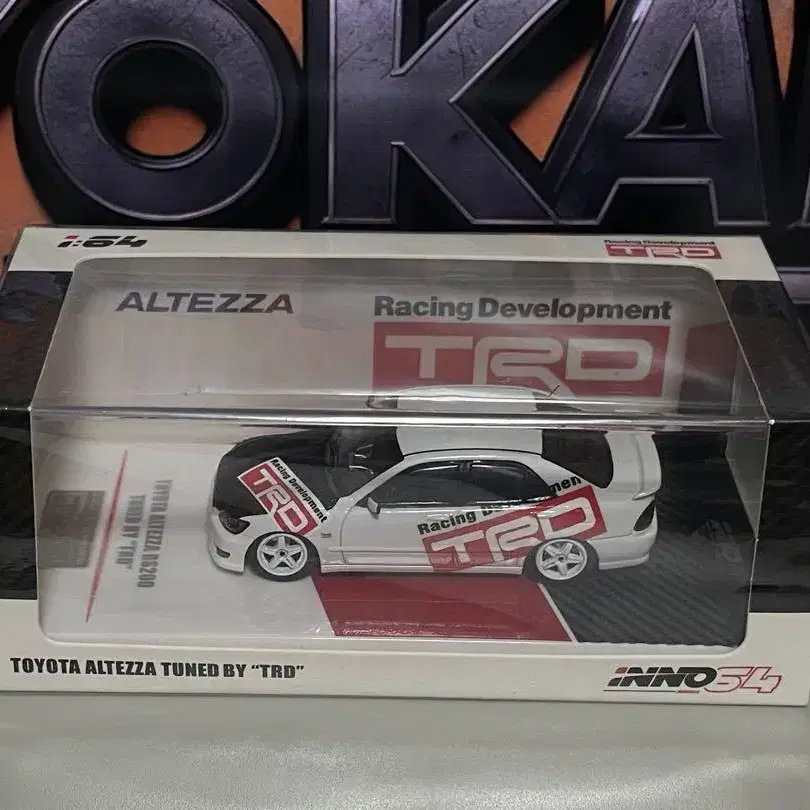 OKA
1:64
Racing Development
TRD
ALTEZZA
Racing Development
TRD
Racing Development
TRD
Racing Developmen
TRD
TOYOTA ALTEZZA RS200
TUNED BY "TRD"
TOYOTA ALTEZZA TUNED BY “TRD”
INNO64